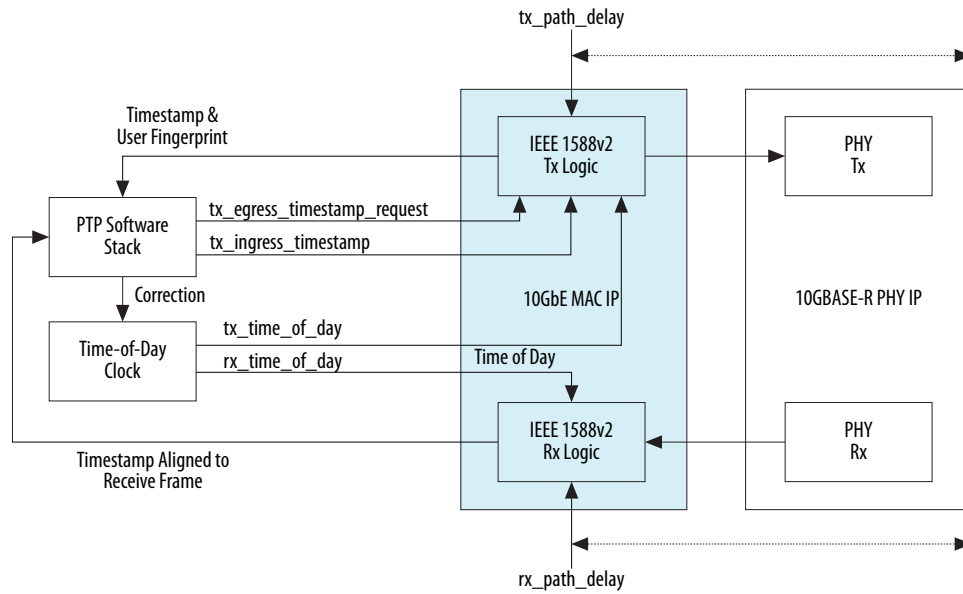 tx_path_delay
Timestamp &
User Fingerprint
IEEE 1588v2
Tx Logic
PHY
Tx
PTP Software
Stack
tx_egress_timestamp_request
tx_ingress_timestamp
Correction
10GbE MAC IP
10GBASE-R PHY IP
Time-of-Day
Clock
tx_time_of_day
rx_time_of_day
Time of Day
IEEE 1588v2
Rx Logic
PHY
Rx
Timestamp Aligned to
Receive Frame
rx_path_delay